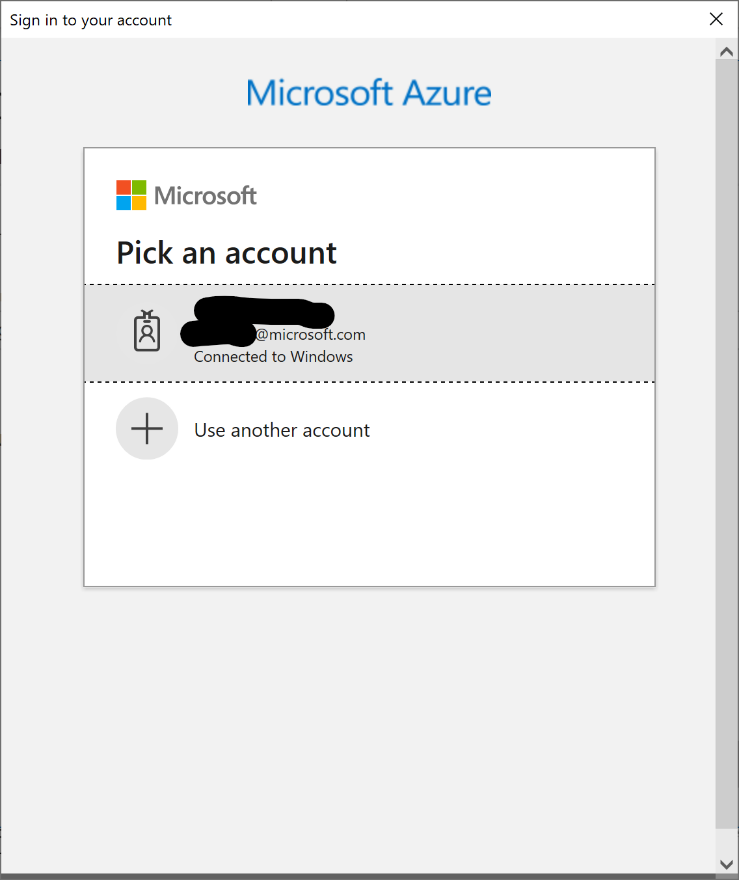 Sign in to your account
Microsoft Azure
Microsoft
Pick an account
@microsoft.com
Connected to Windows
Use another account